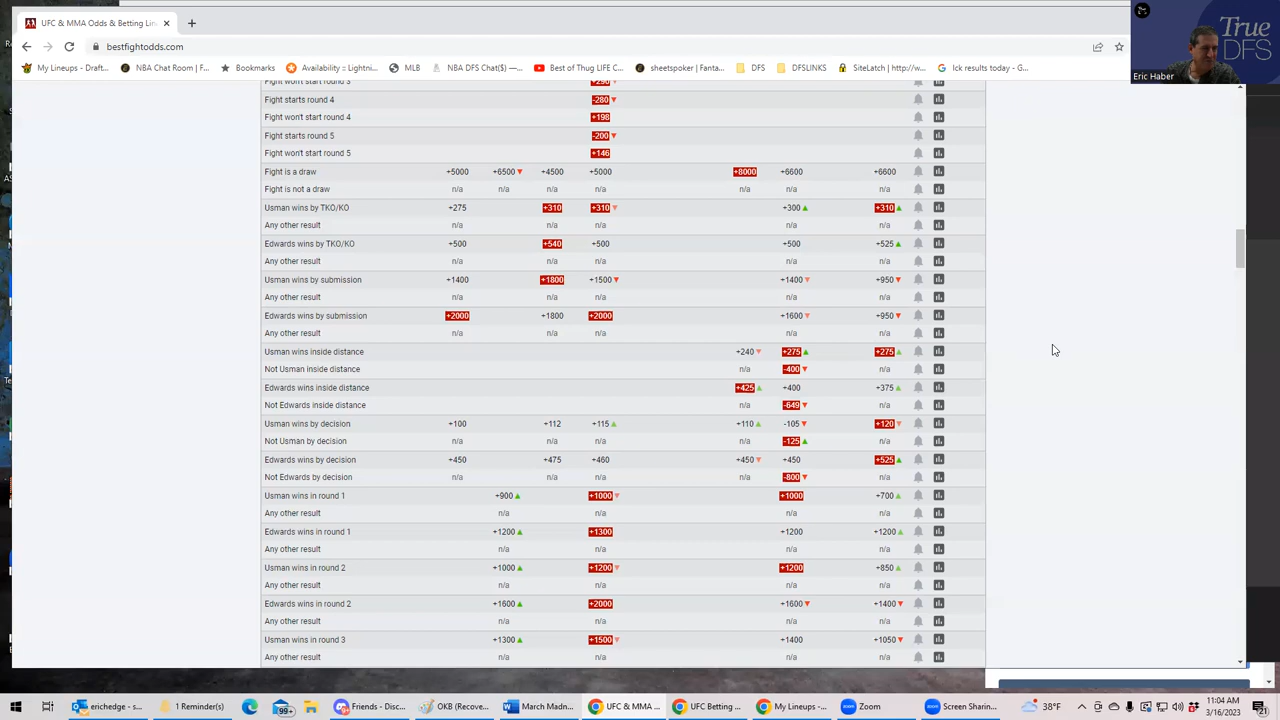 UFC & MMA Odds & Betting Lin
bestfightodds.com
True
DFS
Eric Haber
My Lineups - Draft... NBA Chat Room | F... Bookmarks Availability :: Lightni... MLB NBA DFS Chat($) -... Best of Thug LIFE C... sheetspoker | Fanta... DFS DFSLINKS SiteLatch | http://w... lck results today - G...
Fight won't start round 3 +290
Fight starts round 4 -280▼
Fight won't start round 4 +198
Fight starts round 5 -200▼
Fight won't start round 5 +146
Fight is a draw +5000 +6500▼ +4500 +5000 +8000 +6600 +6600
Fight is not a draw n/a n/a n/a n/a n/a n/a n/a
Usman wins by TKO/KO +275 +310 +310▼ +300▲ +310▲
Any other result n/a n/a n/a n/a n/a
Edwards wins by TKO/KO +500 +540 +500 +500 +525▲
Any other result n/a n/a n/a n/a n/a
Usman wins by submission +1400 +1800 +1500▼ +1400▼ +950▼
Any other result n/a n/a n/a n/a n/a
Edwards wins by submission +2000 +1800 +2000 +1600▼ +950▼
Any other result n/a n/a n/a n/a n/a
Usman wins inside distance +240▼ +275▲ +275▲
Not Usman inside distance n/a -400▼ n/a
Edwards wins inside distance +425▲ +400 +375▲
Not Edwards inside distance n/a -649▼ n/a
Usman wins by decision +100 +112 +115▲ +110▲ -105▼ +120▼
Not Usman by decision n/a n/a n/a n/a -125▲ n/a
Edwards wins by decision +450 +475 +460 +450▼ +450 +525▲
Not Edwards by decision n/a n/a n/a n/a -800▼ n/a
Usman wins in round 1 +900▲ +1000▼ +1000 +700▲
Any other result n/a n/a n/a n/a
Edwards wins in round 1 +1200▲ +1300 +1200 +1200▲
Any other result n/a n/a n/a n/a
Usman wins in round 2 +1000▲ +1200▼ +1200 +850▲
Any other result n/a n/a n/a n/a
Edwards wins in round 2 +1600▲ +2000 +1600▼ +1400▼
Any other result n/a n/a n/a n/a
Usman wins in round 3 +1300▲ +1500▼ +1400 +1050▼
Any other result n/a n/a n/a n/a
erichedge - s... 1 Reminder(s) 99+ Friends - Disc... OKB (Recove... March Madn... UFC & MMA ... UFC Betting ... My Lineups -... Zoom Screen Sharing... 38°F 11:04 AM
3/16/2023 21